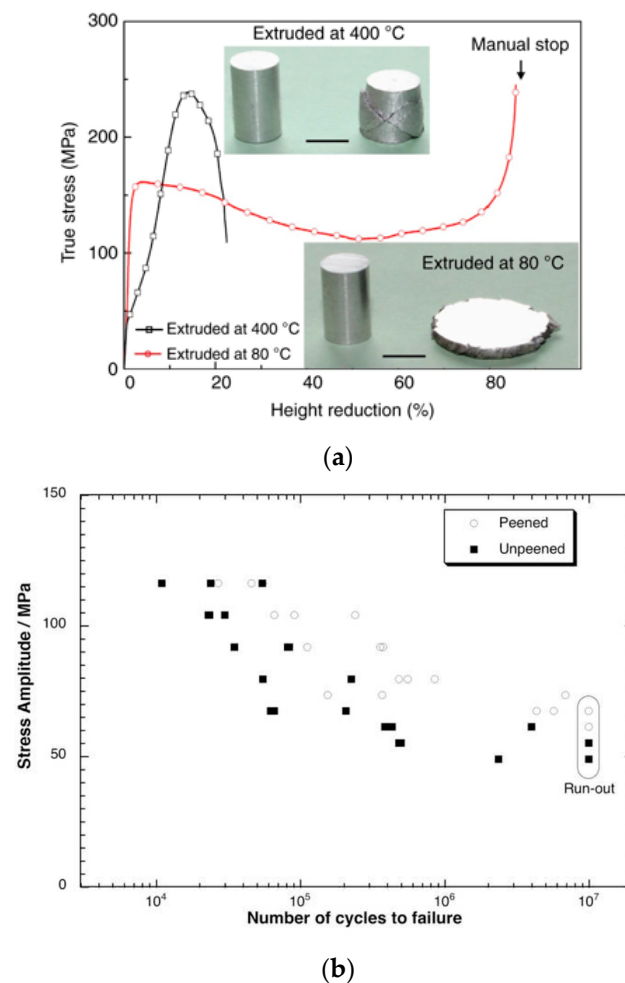 300
200
100
0
True stress (MPa)
Extruded at 400 °C
Manual stop
Extruded at 80 °C
Extruded at 400 °C
Extruded at 80 °C
0 20 40 60 80 100
Height reduction (%)
(a)
150
100
50
0
Stress Amplitude / MPa
Peened
Unpeened
Run-out
10⁴ 10⁵ 10⁶ 10⁷
Number of cycles to failure
(b)